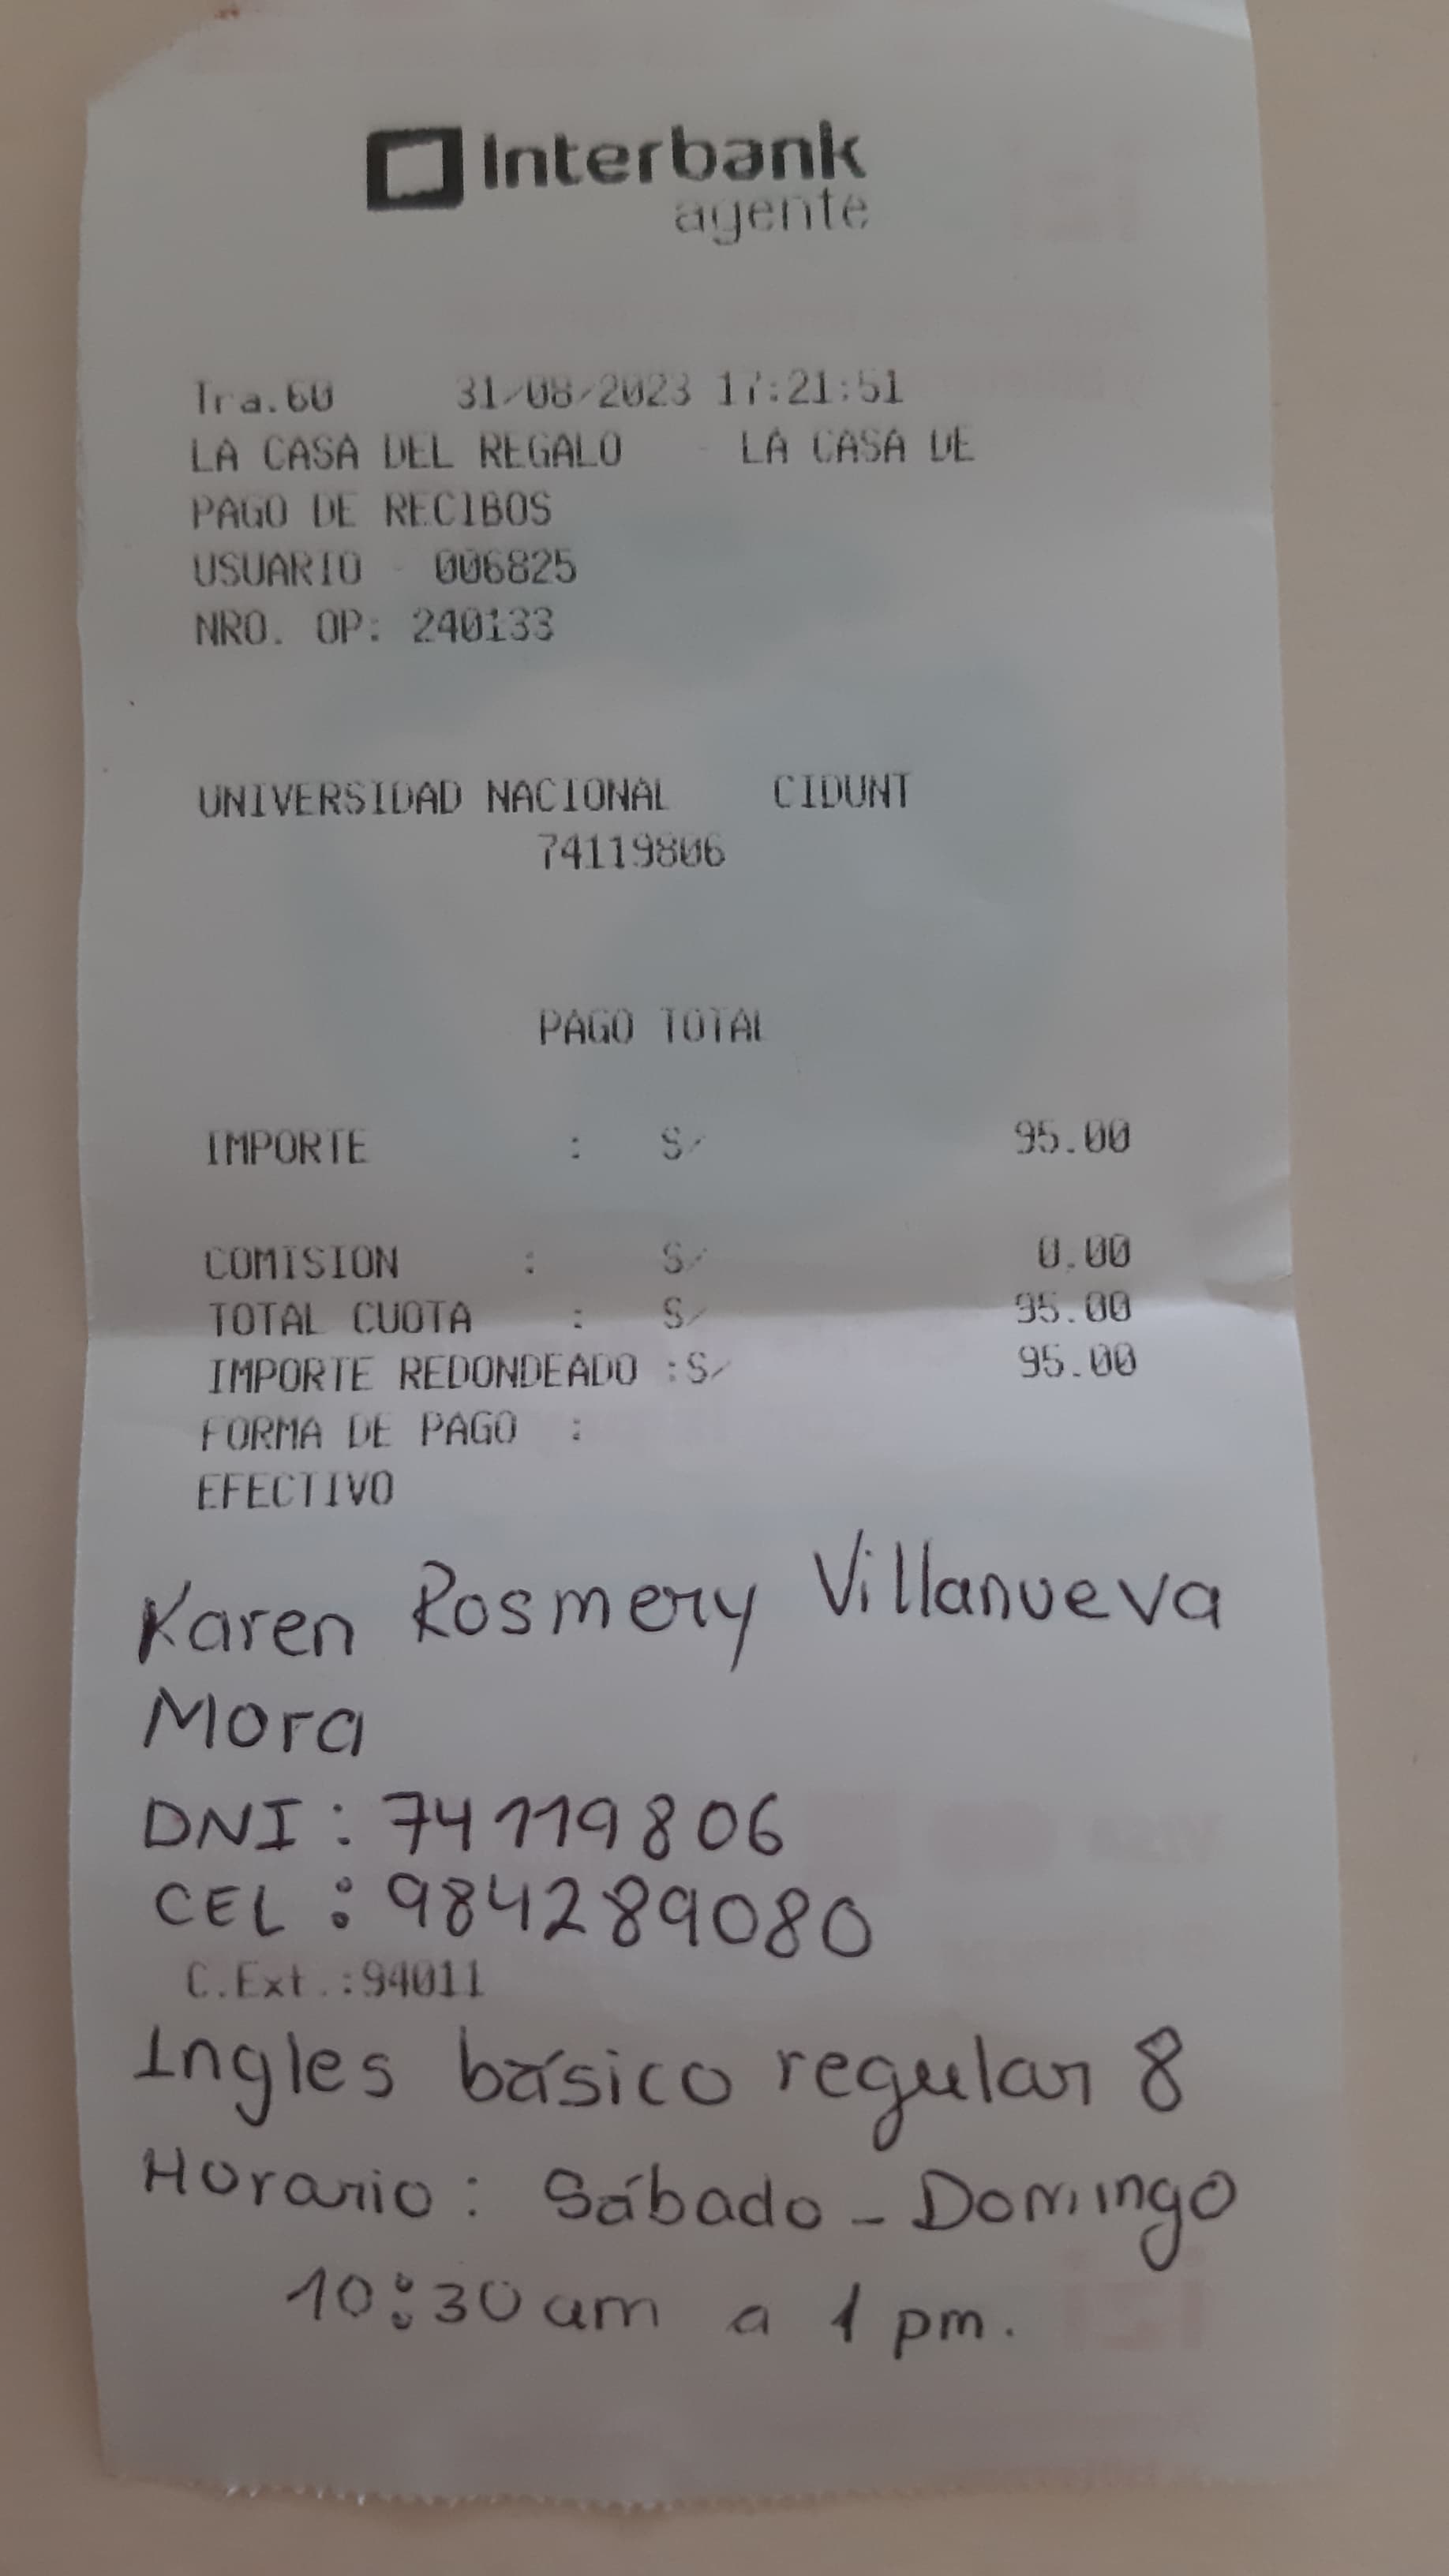 Interbank
agente
Tra.60 31/08/2023 17:21:51
LA CASA DEL REGALO - LA CASA DE
PAGO DE RECIBOS
USUARIO - 006825
NRO. OP: 240133
UNIVERSIDAD NACIONAL CIDUNT
74119806
PAGO TOTAL
IMPORTE : S/ 95.00
COMISION : S/ 0.00
TOTAL CUOTA : S/ 95.00
IMPORTE REDONDEADO :S/ 95.00
FORMA DE PAGO :
EFECTIVO
Karen Rosmery Villanueva
Mora
DNI : 74119806
CEL : 984289080
C.Ext.:94011
Ingles básico regular 8
Horario : Sábado - Domingo
10:30 am a 1 pm.